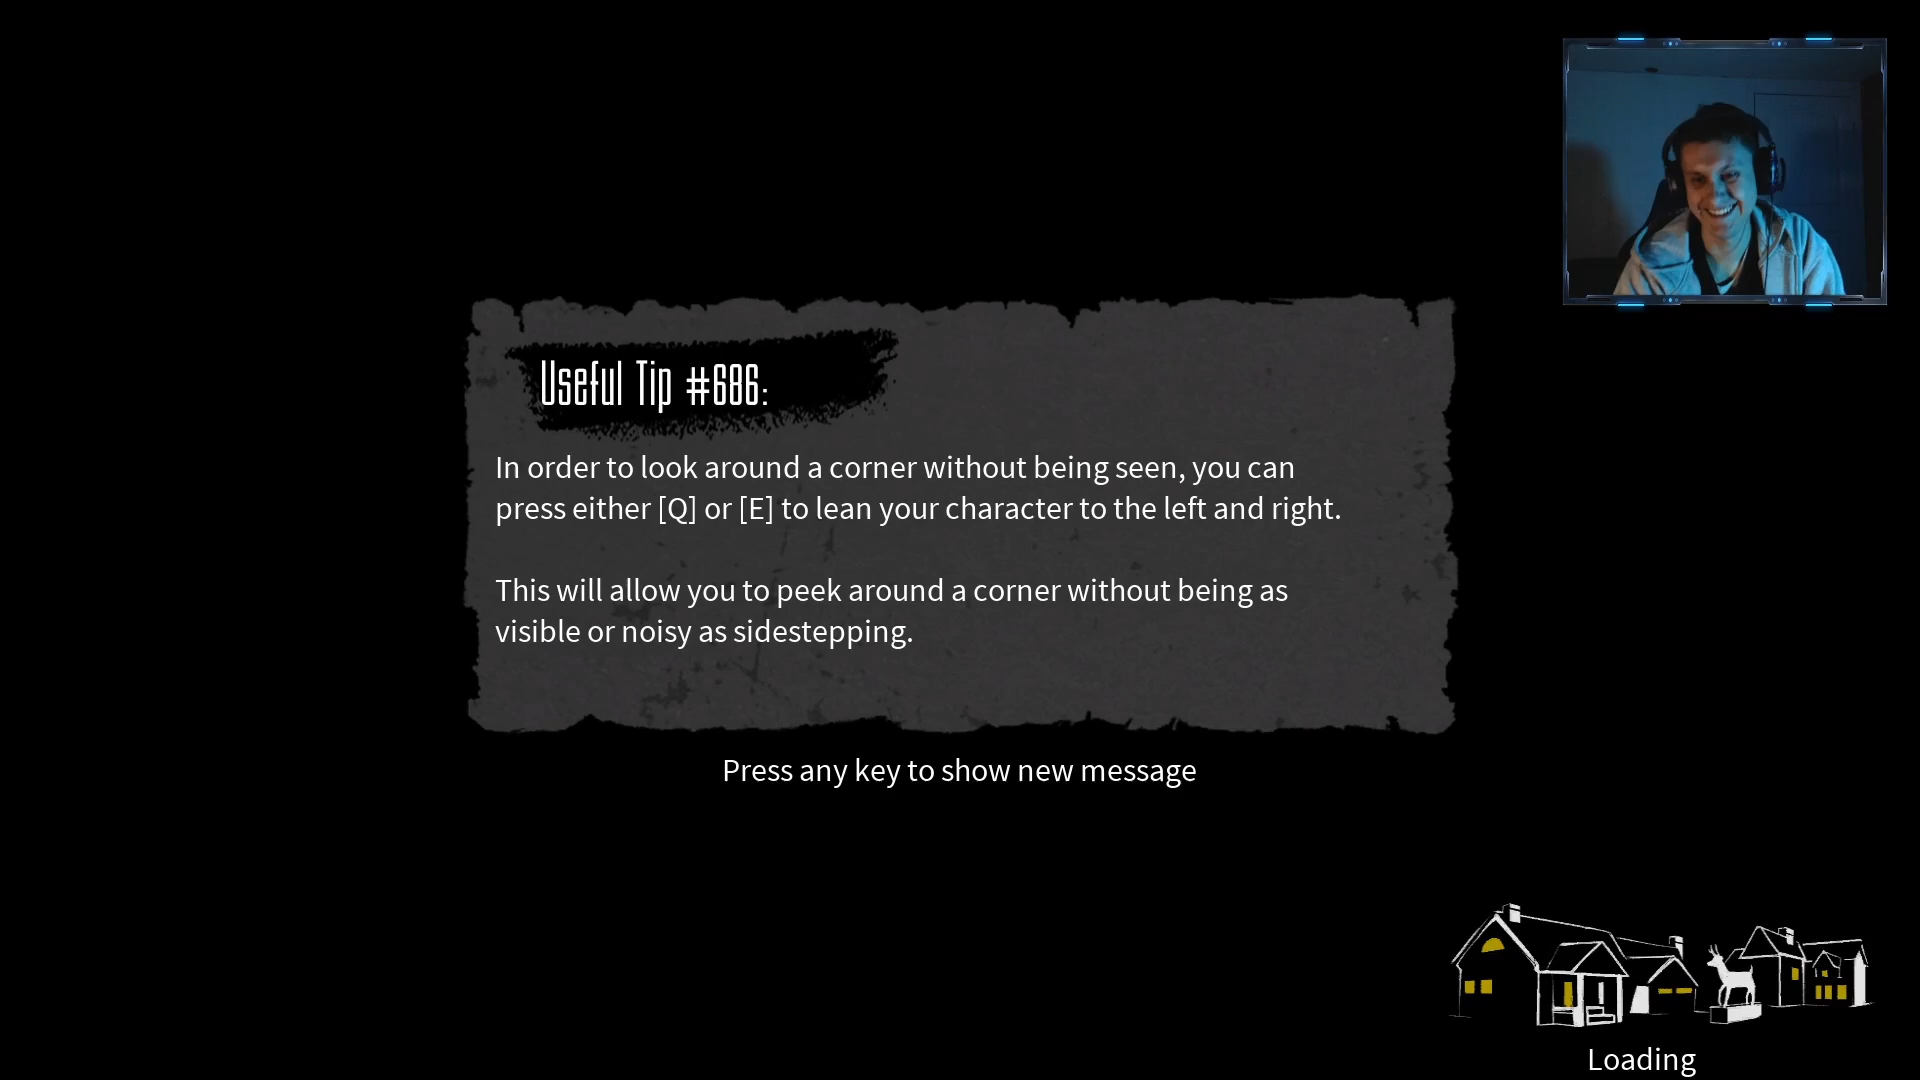 Useful Tip #686:
In order to look around a corner without being seen, you can
press either [Q] or [E] to lean your character to the left and right.
This will allow you to peek around a corner without being as
visible or noisy as sidestepping.
Press any key to show new message
Loading